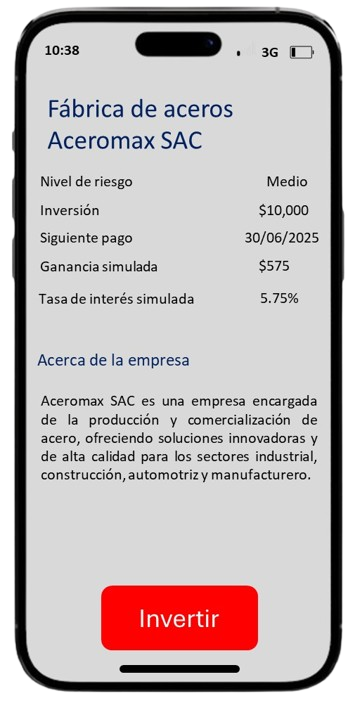 10:38
3G
Fábrica de aceros
Aceromax SAC
Nivel de riesgo Medio
Inversión $10,000
Siguiente pago 30/06/2025
Ganancia simulada $575
Tasa de interés simulada 5.75%
Acerca de la empresa
Aceromax SAC es una empresa encargada
de la producción y comercialización de
acero, ofreciendo soluciones innovadoras y
de alta calidad para los sectores industrial,
construcción, automotriz y manufacturero.
Invertir